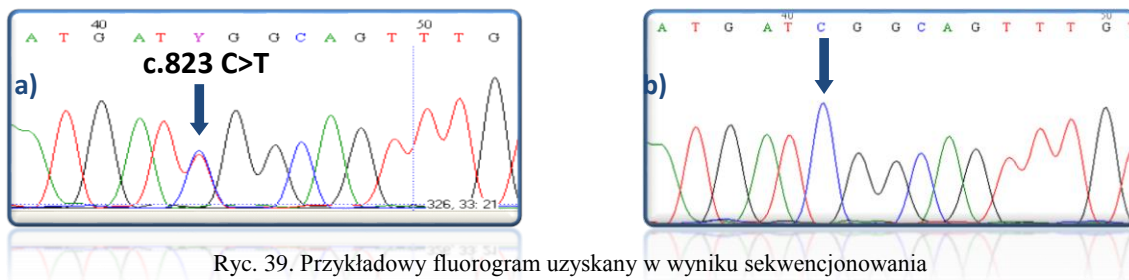 40 50
A T G A T Y G G C A G T T T G
c.823 C>T
a)
326, 33: 21
40 50
A T G A T C G G C A G T T T G
b)
Ryc. 39. Przykładowy fluorogram uzyskany w wyniku sekwencjonowania